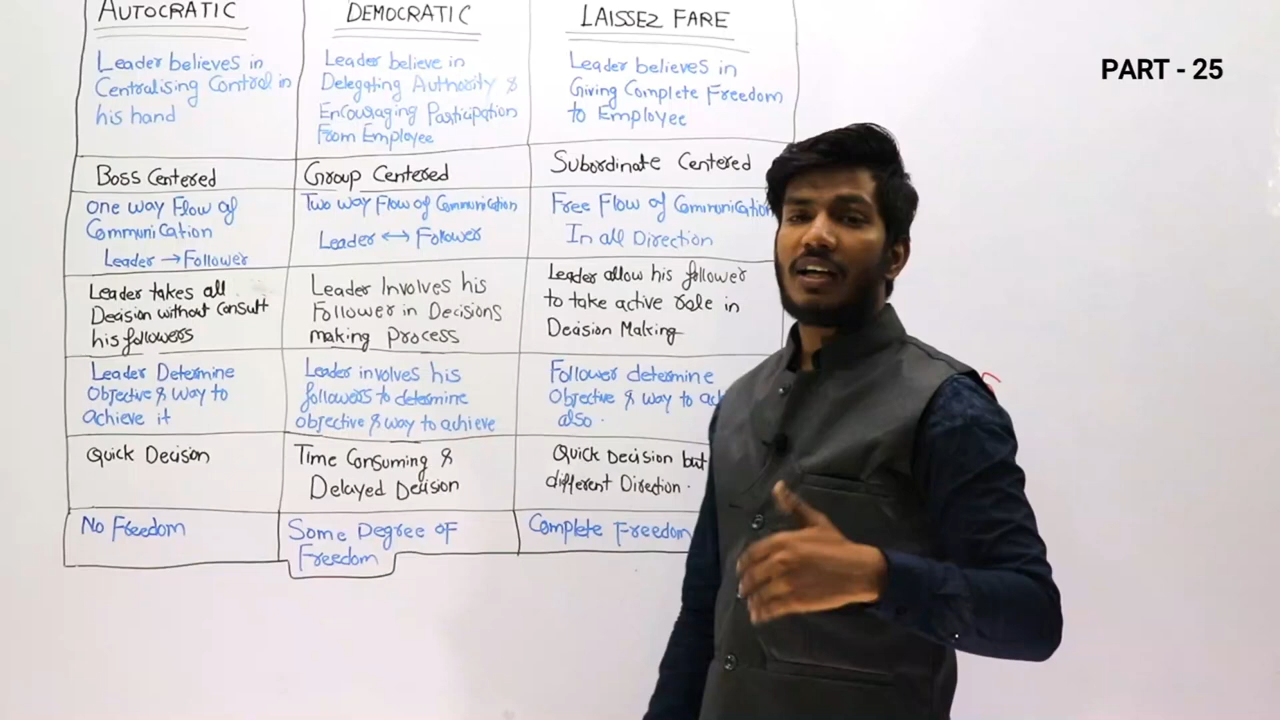 AUTOCRATIC
DEMOCRATIC
LAISSEZ FARE
PART - 25
Leader believes in
Centralising Control in
his hand
Leader believe in
Delegating Authority &
Encouraging Participation
From Employee
Leader believes in
Giving Complete Freedom
to Employee
Boss Centered
Group Centered
Subordinate Centered
One way Flow of
Communication
Leader → Follower
Two way Flow of Communication
Leader ↔ Follower
Free Flow of Communication
In all Direction
Leader takes all
Decision without Consult
his followers
Leader Involves his
Follower in Decisions
making Process
Leader allow his follower
to take active role in
Decision Making
Leader Determine
Objective & Way to
achieve it
Leader involves his
followers to determine
objective & way to achieve
Follower determine
Objective & way to
also.
Quick Decision
Time Consuming &
Delayed Decision
Quick Decision but
different Direction.
No Freedom
Some Degree of
Freedom
Complete Freedom